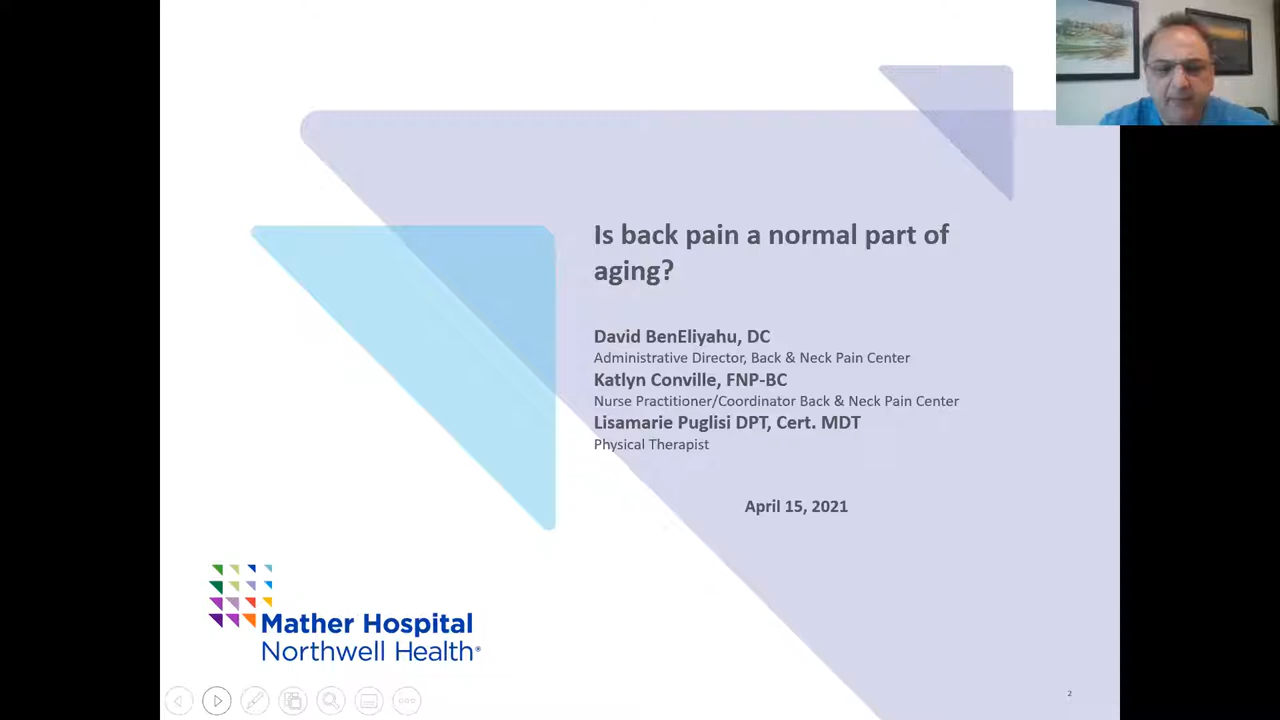 Is back pain a normal part of
aging?
David BenEliyahu, DC
Administrative Director, Back & Neck Pain Center
Katlyn Conville, FNP-BC
Nurse Practitioner/Coordinator Back & Neck Pain Center
Lisamarie Puglisi DPT, Cert. MDT
Physical Therapist
April 15, 2021
Mather Hospital
Northwell Health®
2